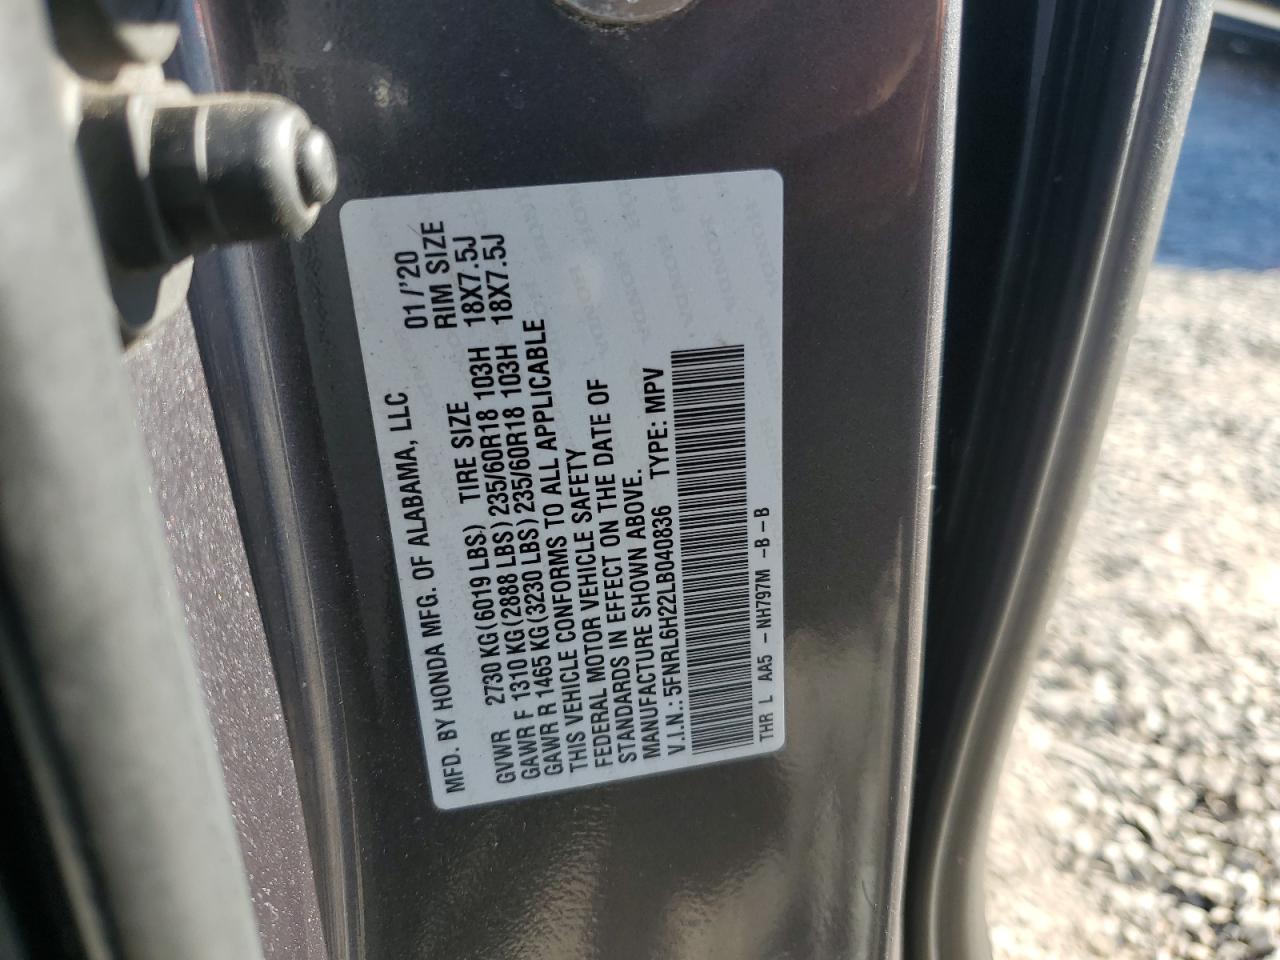 MFD. BY HONDA MFG. OF ALABAMA, LLC 01/'20
GVWR 2730 KG(6019 LBS.) TIRE SIZE RIM SIZE
GAWR F 1310 KG(2888 LBS)235/60R18 103H 18X7.5J
GAWR R 1465 KG(3230 LBS)235/60R18 103H 18X7.5J
THIS VEHICLE CONFORMS TO ALL APPLICABLE
FEDERAL MOTOR VEHICLE SAFETY
STANDARDS IN EFFECT ON THE DATE OF
MANUFACTURE SHOWN ABOVE.
V.I.N.: 5FNRL6H22LB040836 TYPE: MPV
THR L AA5 -NH797M -B-B